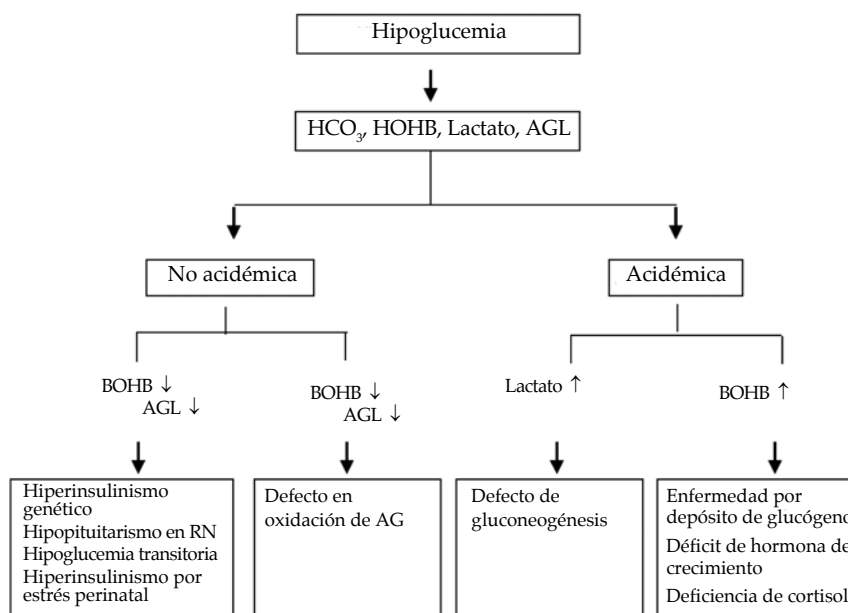 Hipoglucemia
HCO₃, HOHB, Lactato, AGL
No acidémica
Acidémica
BOHB ↓
AGL ↓
BOHB ↓
AGL ↓
Lactato ↑
BOHB ↑
Hiperinsulinismo
genético
Hipopituitarismo en RN
Hipoglucemia transitoria
Hiperinsulinismo por
estrés perinatal
Defecto en
oxidación de AG
Defecto de
gluconeogénesis
Enfermedad por
depósito de glucógeno
Déficit de hormona de
crecimiento
Deficiencia de cortisol